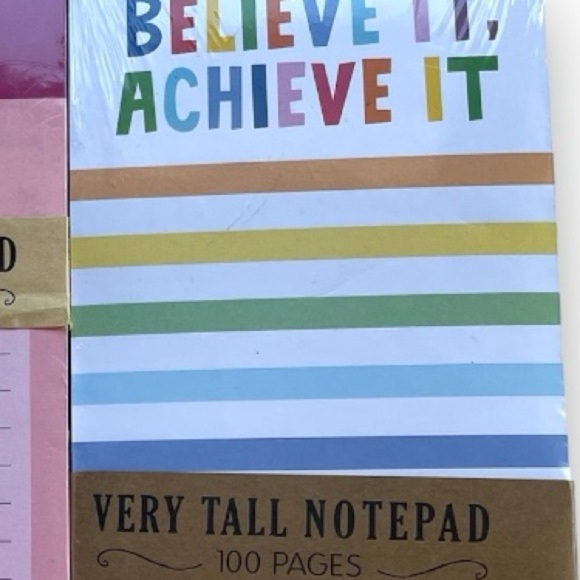 BELIEVE IT,
ACHIEVE IT
D
VERY TALL NOTEPAD
100 PAGES